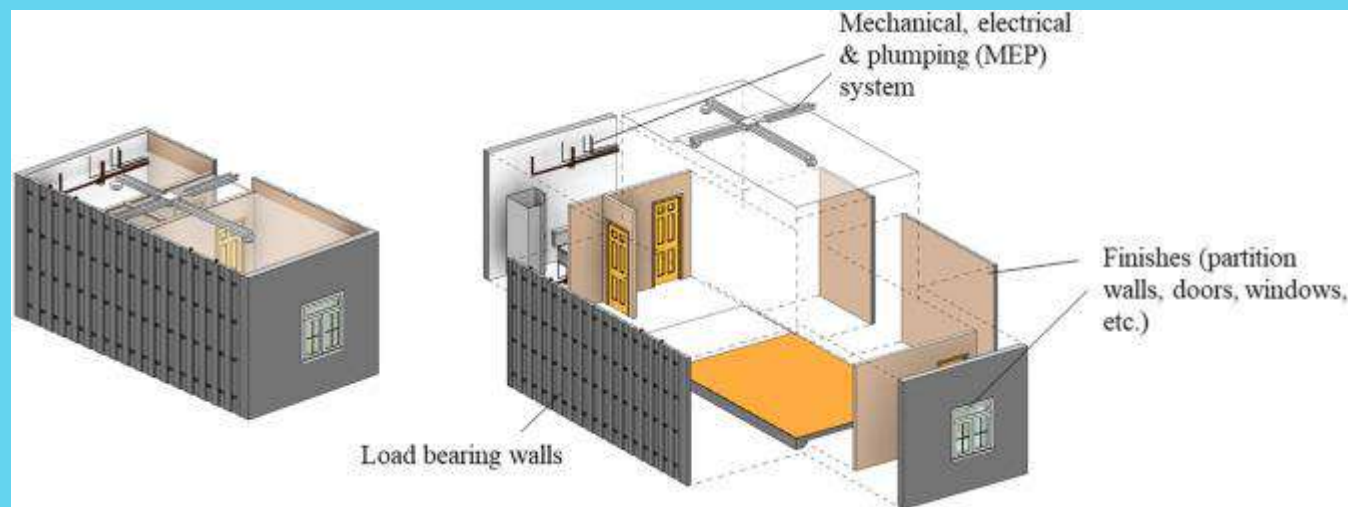 Mechanical, electrical
& plumping (MEP)
system
Finishes (partition
walls, doors, windows,
etc.)
Load bearing walls